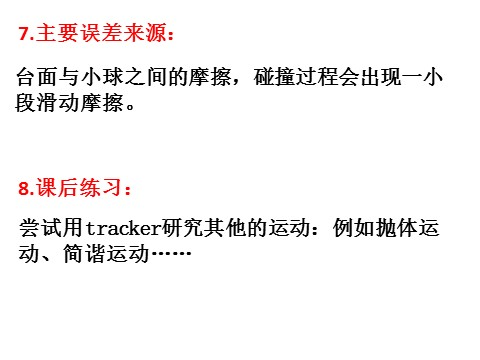 7.主要误差来源：
台面与小球之间的摩擦，碰撞过程会出现一小
段滑动摩擦。
8.课后练习：
尝试用tracker研究其他的运动：例如抛体运
动、简谐运动……